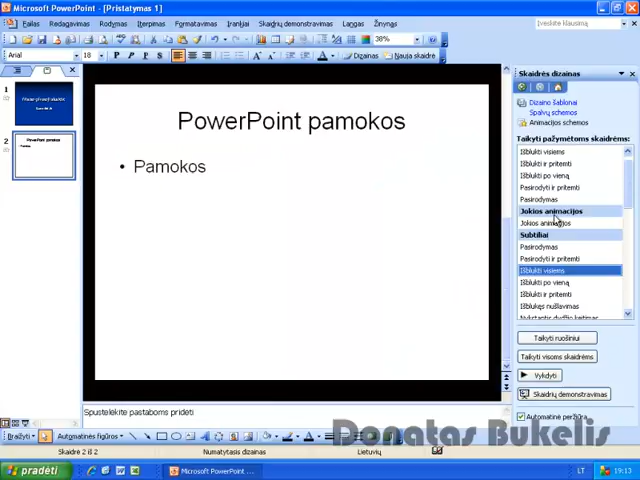 Microsoft PowerPoint - [Pristatymas 1]
Failas Redagavimas Rodymas Įterpimas Formatavimas Įrankiai Skaidrių demonstravimas Langas Žinynas
Įveskite klausimą
38%
Arial 18 Dizainas Nauja skaidrė
Skaidrės dizainas
Dizaino šablonai
Spalvų schemos
Animacijos schemos
Taikyti pažymėtoms skaidrėms:
Išblukti visiems
Išblukti ir pritemti
Išblukti po vieną
Pasirodyti ir pritemti
Pasirodymas
Jokios animacijos
Jokios animacijos
Subtiliai
Pasirodymas
Pasirodyti ir pritemti
Išblukti visiems
Išblukti po vieną
Išblukti ir pritemti
Išblukęs nušlavimas
Taikyti ruošiniui
Taikyti visoms skaidrėms
Vykdyti
Skaidrių demonstravimas
Automatinė peržiūra
1
2
PowerPoint pamokos
• Pamokos
Spustelėkite pastaboms pridėti
Donatas Bukelis
Braižyti Automatinės figūros
Skaidrė 2 iš 2 Numatytasis dizainas Lietuvių
pradėti Microsoft PowerPoint ... LT 19:13